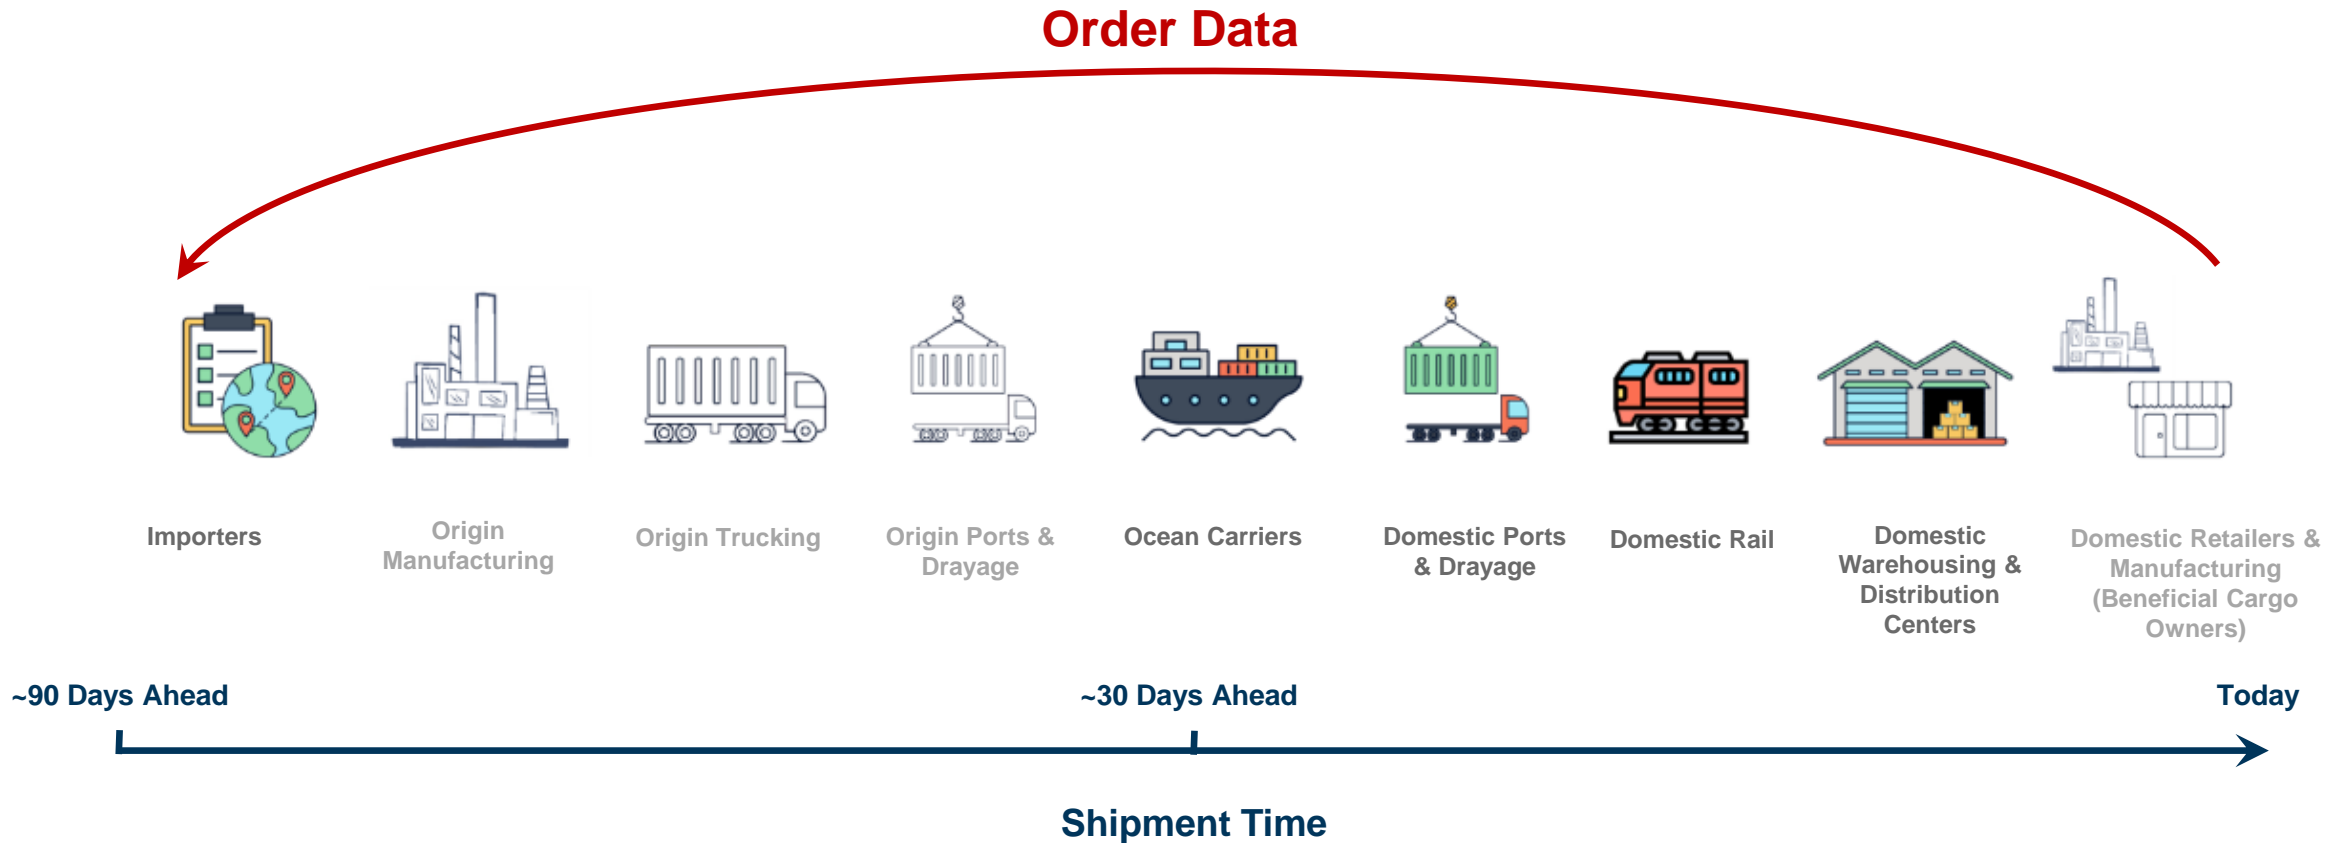 Order Data
Importers
Origin
Manufacturing
Origin Trucking
Origin Ports &
Drayage
Ocean Carriers
Domestic Ports
& Drayage
Domestic Rail
Domestic
Warehousing &
Distribution
Centers
Domestic Retailers &
Manufacturing
(Beneficial Cargo
Owners)
~90 Days Ahead
~30 Days Ahead
Today
Shipment Time